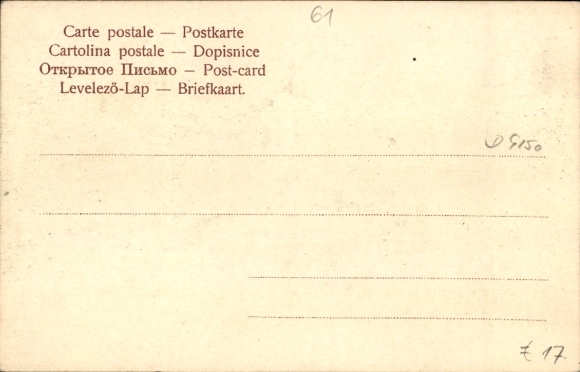 61
Carte postale — Postkarte
Cartolina postale — Dopisnice
Открытое Письмо — Post-card
Levelező-Lap — Briefkaart.
17.